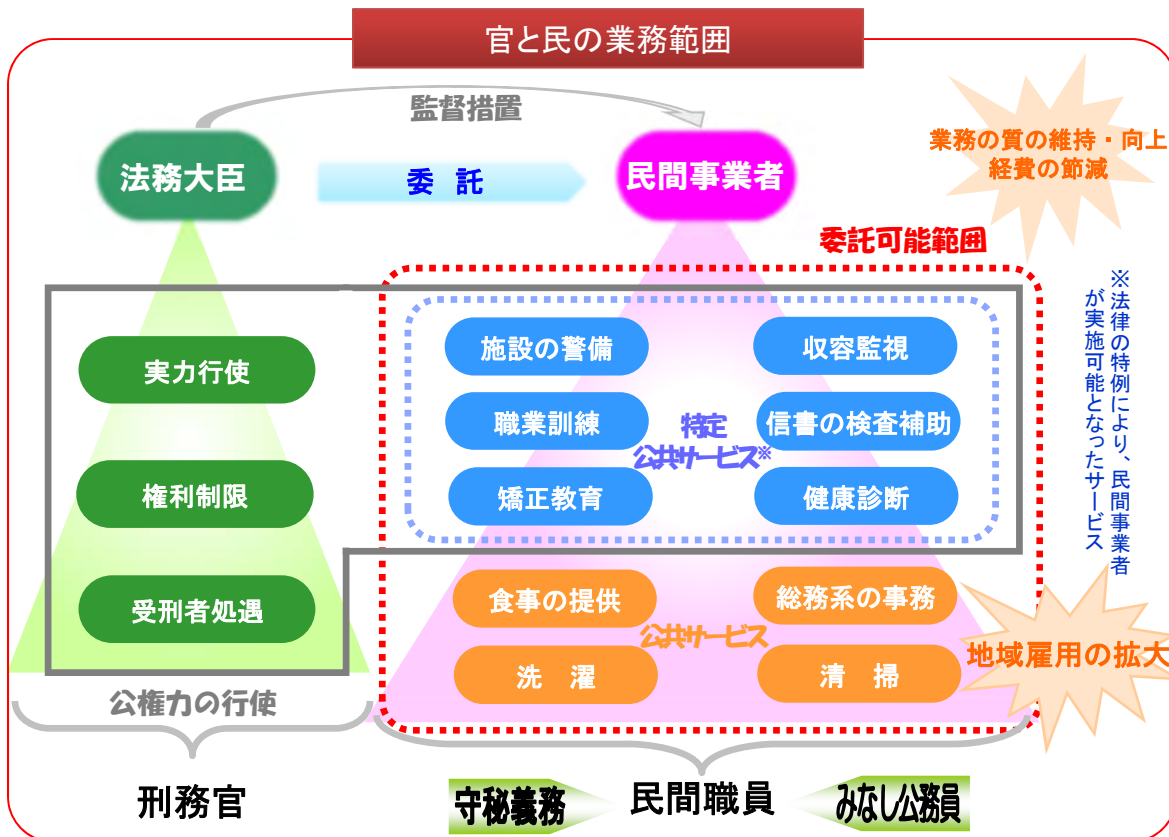 官と民の業務範囲
監督措置
法務大臣
委 託
民間事業者
業務の質の維持・向上
経費の節減
委託可能範囲
※法律の特例により、民間事業者
が実施可能となったサービス
実力行使
権利制限
受刑者処遇
施設の警備
収容監視
職業訓練
特定
公共サービス※
信書の検査補助
矯正教育
健康診断
食事の提供
総務系の事務
公共サービス
洗 濯
清 掃
地域雇用の拡大
公権力の行使
刑務官
守秘義務
民間職員
みなし公務員